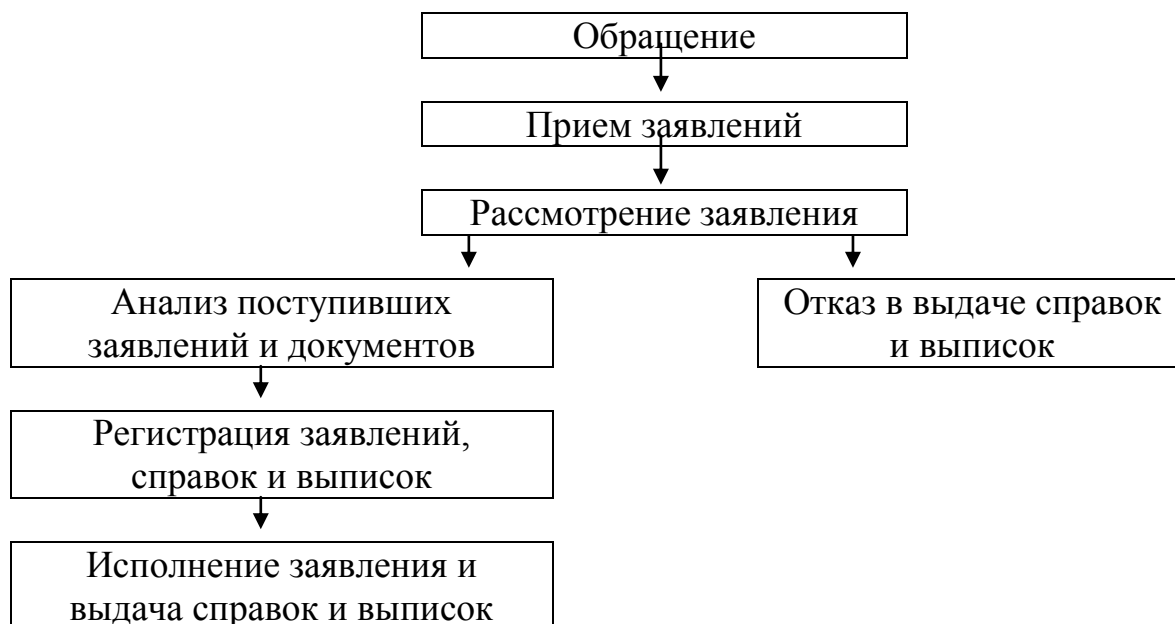 Обращение
Прием заявлений
Рассмотрение заявления
Анализ поступивших
заявлений и документов
Отказ в выдаче справок
и выписок
Регистрация заявлений,
справок и выписок
Исполнение заявления и
выдача справок и выписок